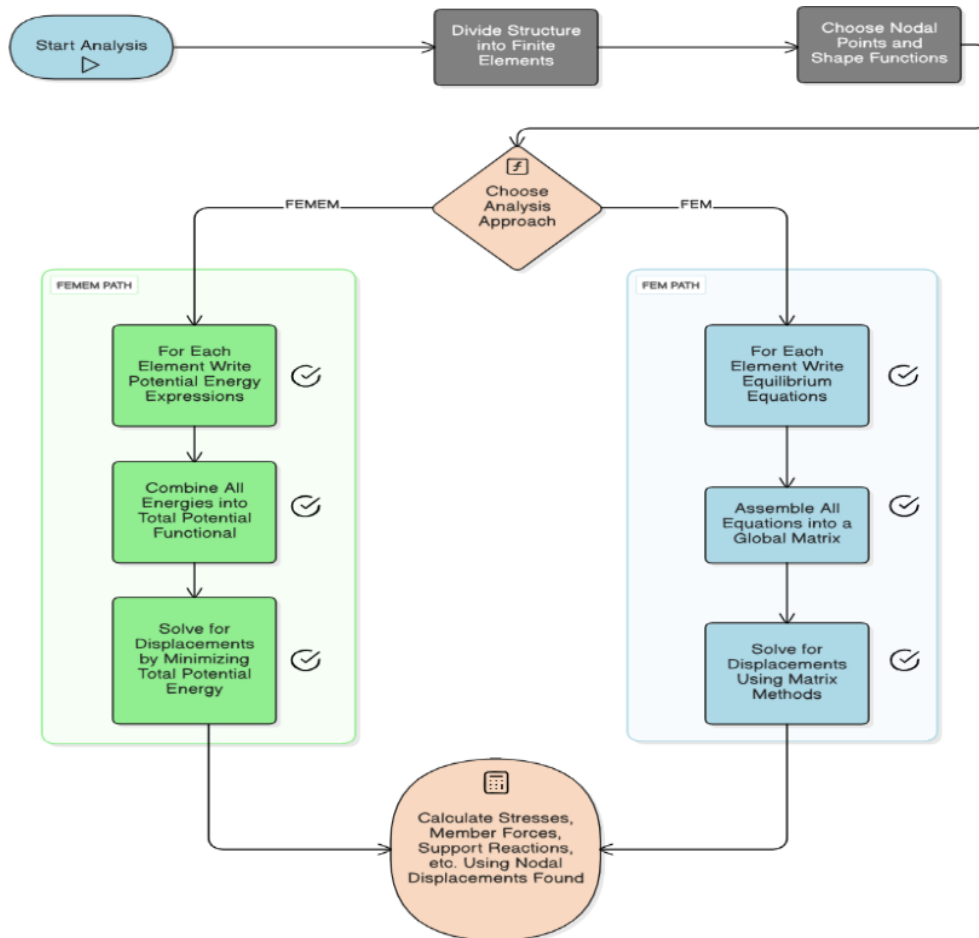 Start Analysis
Divide Structure
into Finite
Elements
Choose Nodal
Points and
Shape Functions
Choose
Analysis
Approach
FEMEM
FEM
FEMEM PATH
For Each
Element Write
Potential Energy
Expressions
Combine All
Energies into
Total Potential
Functional
Solve for
Displacements
by Minimizing
Total Potential
Energy
FEM PATH
For Each
Element Write
Equilibrium
Equations
Assemble All
Equations into a
Global Matrix
Solve for
Displacements
Using Matrix
Methods
Calculate Stresses,
Member Forces,
Support Reactions,
etc. Using Nodal
Displacements Found